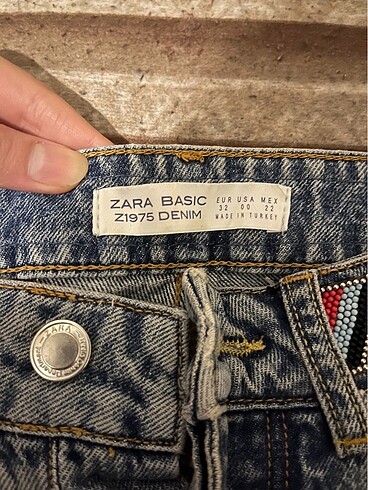 ZARA BASIC
Z1975 DENIM
EUR USA MEX
32 00 22
MADE IN TURKEY
ZARA